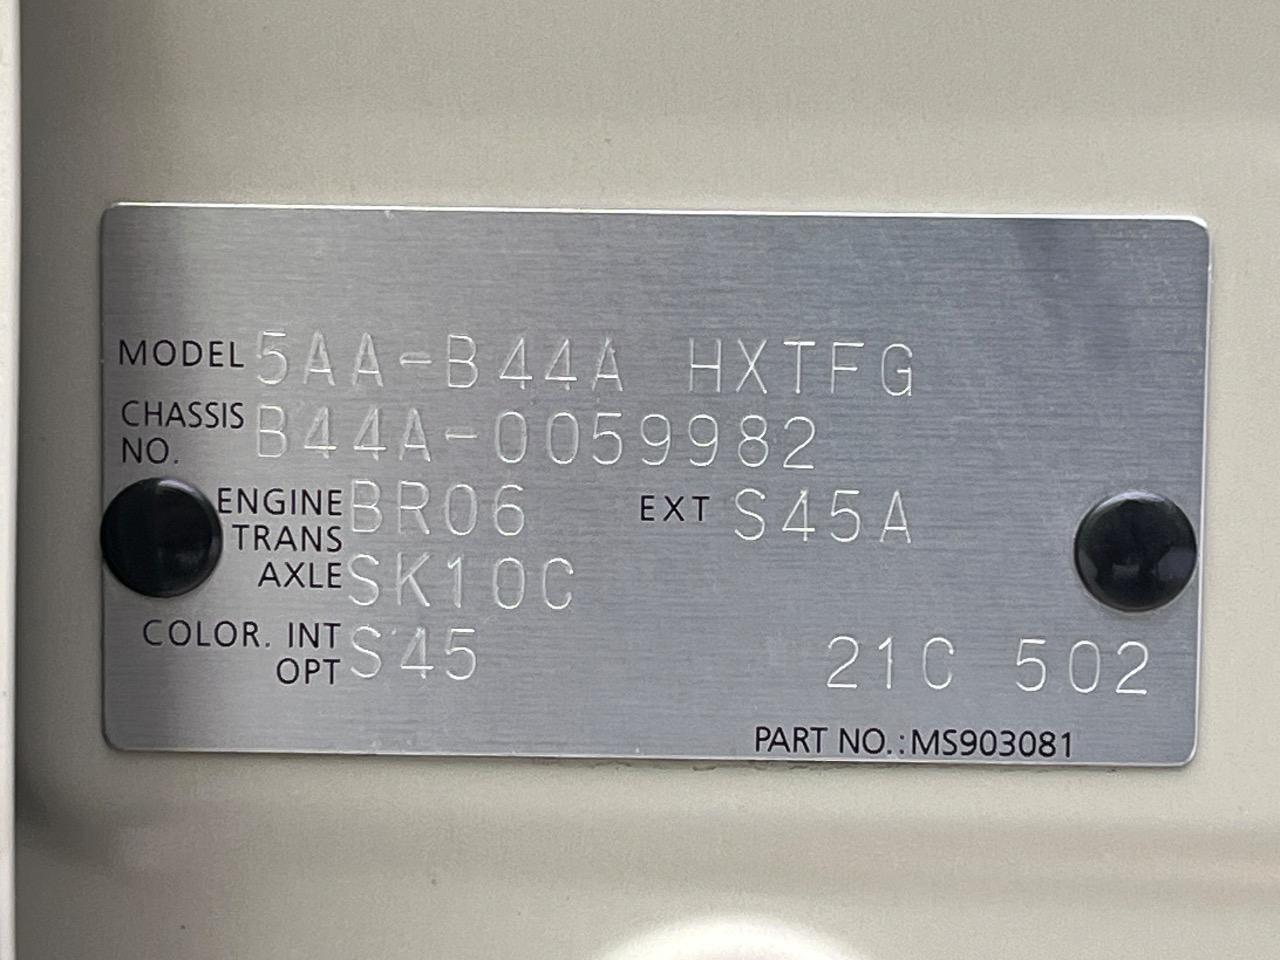 MODEL 5AA-B44A HXTFG
CHASSIS NO. B44A-0059982
ENGINE BR06 EXT S45A
TRANS AXLE SK10C
COLOR. INT OPT S45 21C 502
PART NO.:MS903081